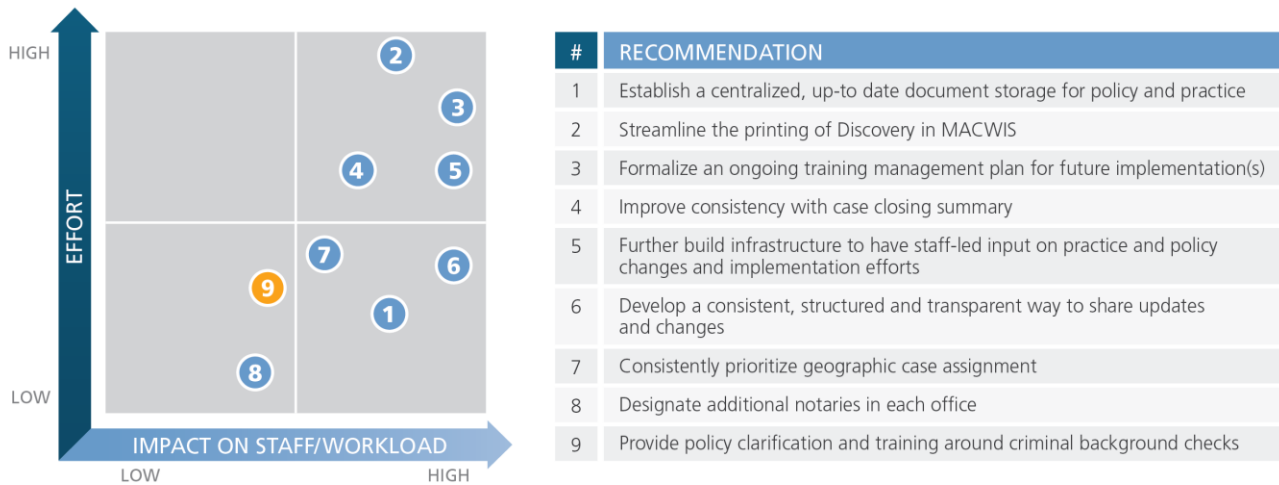 HIGH
EFFORT
LOW
2
3
4
5
7
6
9
1
8
IMPACT ON STAFF/WORKLOAD
LOW
HIGH
# RECOMMENDATION
1 Establish a centralized, up-to date document storage for policy and practice
2 Streamline the printing of Discovery in MACWIS
3 Formalize an ongoing training management plan for future implementation(s)
4 Improve consistency with case closing summary
5 Further build infrastructure to have staff-led input on practice and policy
changes and implementation efforts
6 Develop a consistent, structured and transparent way to share updates
and changes
7 Consistently prioritize geographic case assignment
8 Designate additional notaries in each office
9 Provide policy clarification and training around criminal background checks